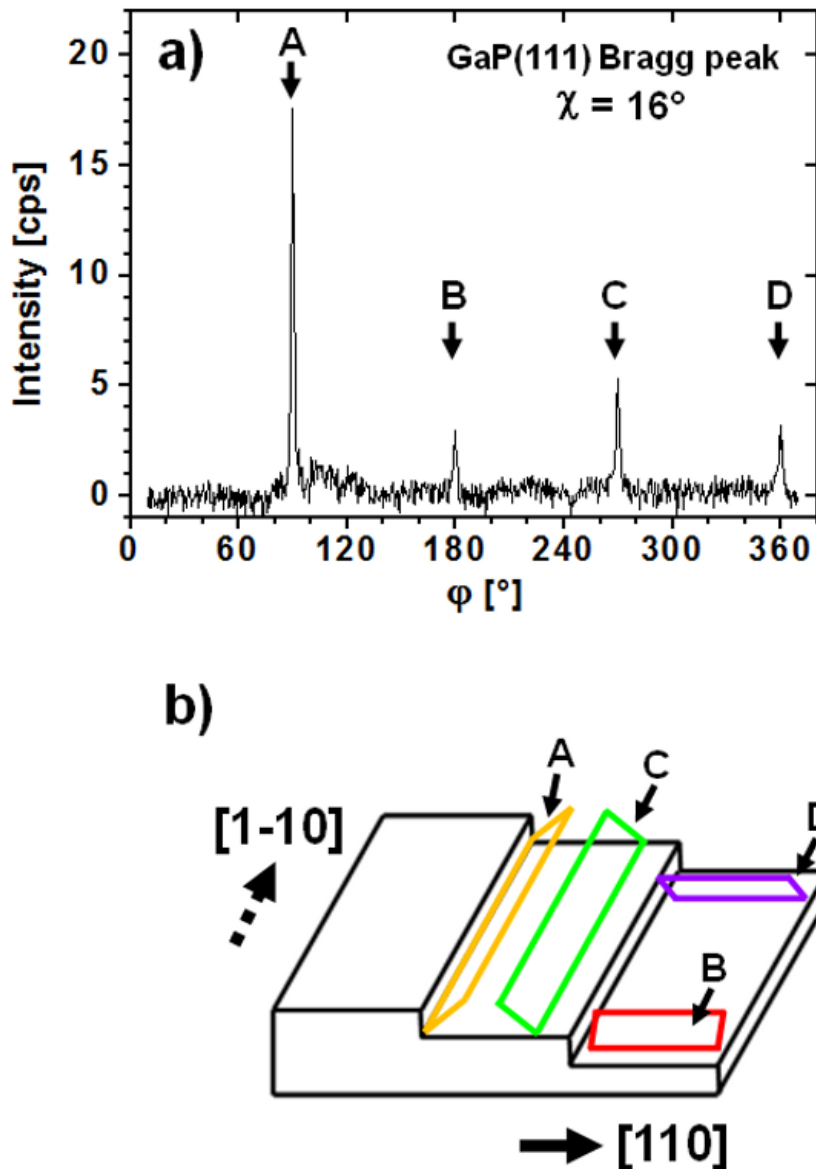 a)
GaP(111) Bragg peak
χ = 16°
A
B
C
D
Intensity [cps]
20
15
10
5
0
0 60 120 180 240 300 360
φ [°]
b)
[1-10]
A
C
D
B
[110]